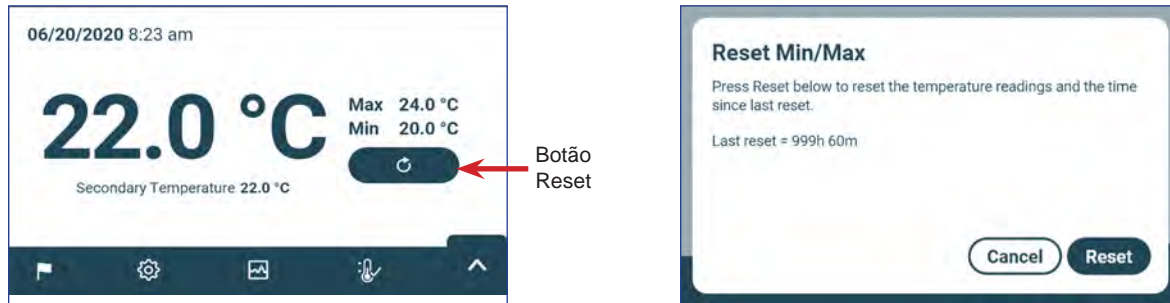 06/20/2020 8:23 am
22.0 °C
Max 24.0 °C
Min 20.0 °C
Secondary Temperature 22.0 °C
Botão
Reset
Reset Min/Max
Press Reset below to reset the temperature readings and the time
since last reset.
Last reset = 999h 60m
Cancel
Reset